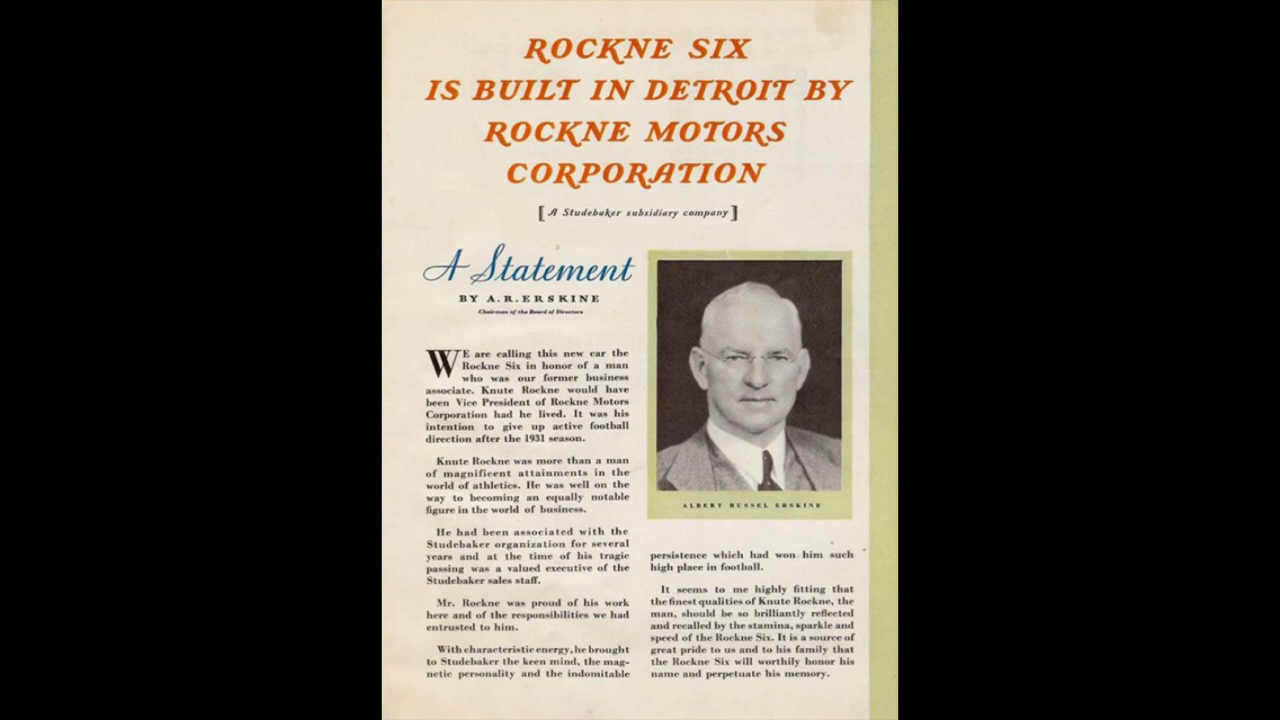 ROCKNE SIX
IS BUILT IN DETROIT BY
ROCKNE MOTORS
CORPORATION
[A Studebaker subsidiary company]
A Statement
BY A. R. ERSKINE
Chairman of the Board of Directors
WE are calling this new car the
Rockne Six in honor of a man
who was our former business
associate. Knute Rockne would have
been Vice President of Rockne Motors
Corporation had he lived. It was his
intention to give up active football
direction after the 1931 season.
Knute Rockne was more than a man
of magnificent attainments in the
world of athletics. He was well on the
way to becoming an equally notable
figure in the world of business.
He had been associated with the
Studebaker organization for several
years and at the time of his tragic
passing was a valued executive of the
Studebaker sales staff.
Mr. Rockne was proud of his work
here and of the responsibilities we had
entrusted to him.
With characteristic energy, he brought
to Studebaker the keen mind, the mag-
netic personality and the indomitable
ALBERT RUSSEL ERSKINE
persistence which had won him such
high place in football.
It seems to me highly fitting that
the finest qualities of Knute Rockne, the
man, should be so brilliantly reflected
and recalled by the stamina, sparkle and
speed of the Rockne Six. It is a source of
great pride to us and to his family that
the Rockne Six will worthily honor his
name and perpetuate his memory.